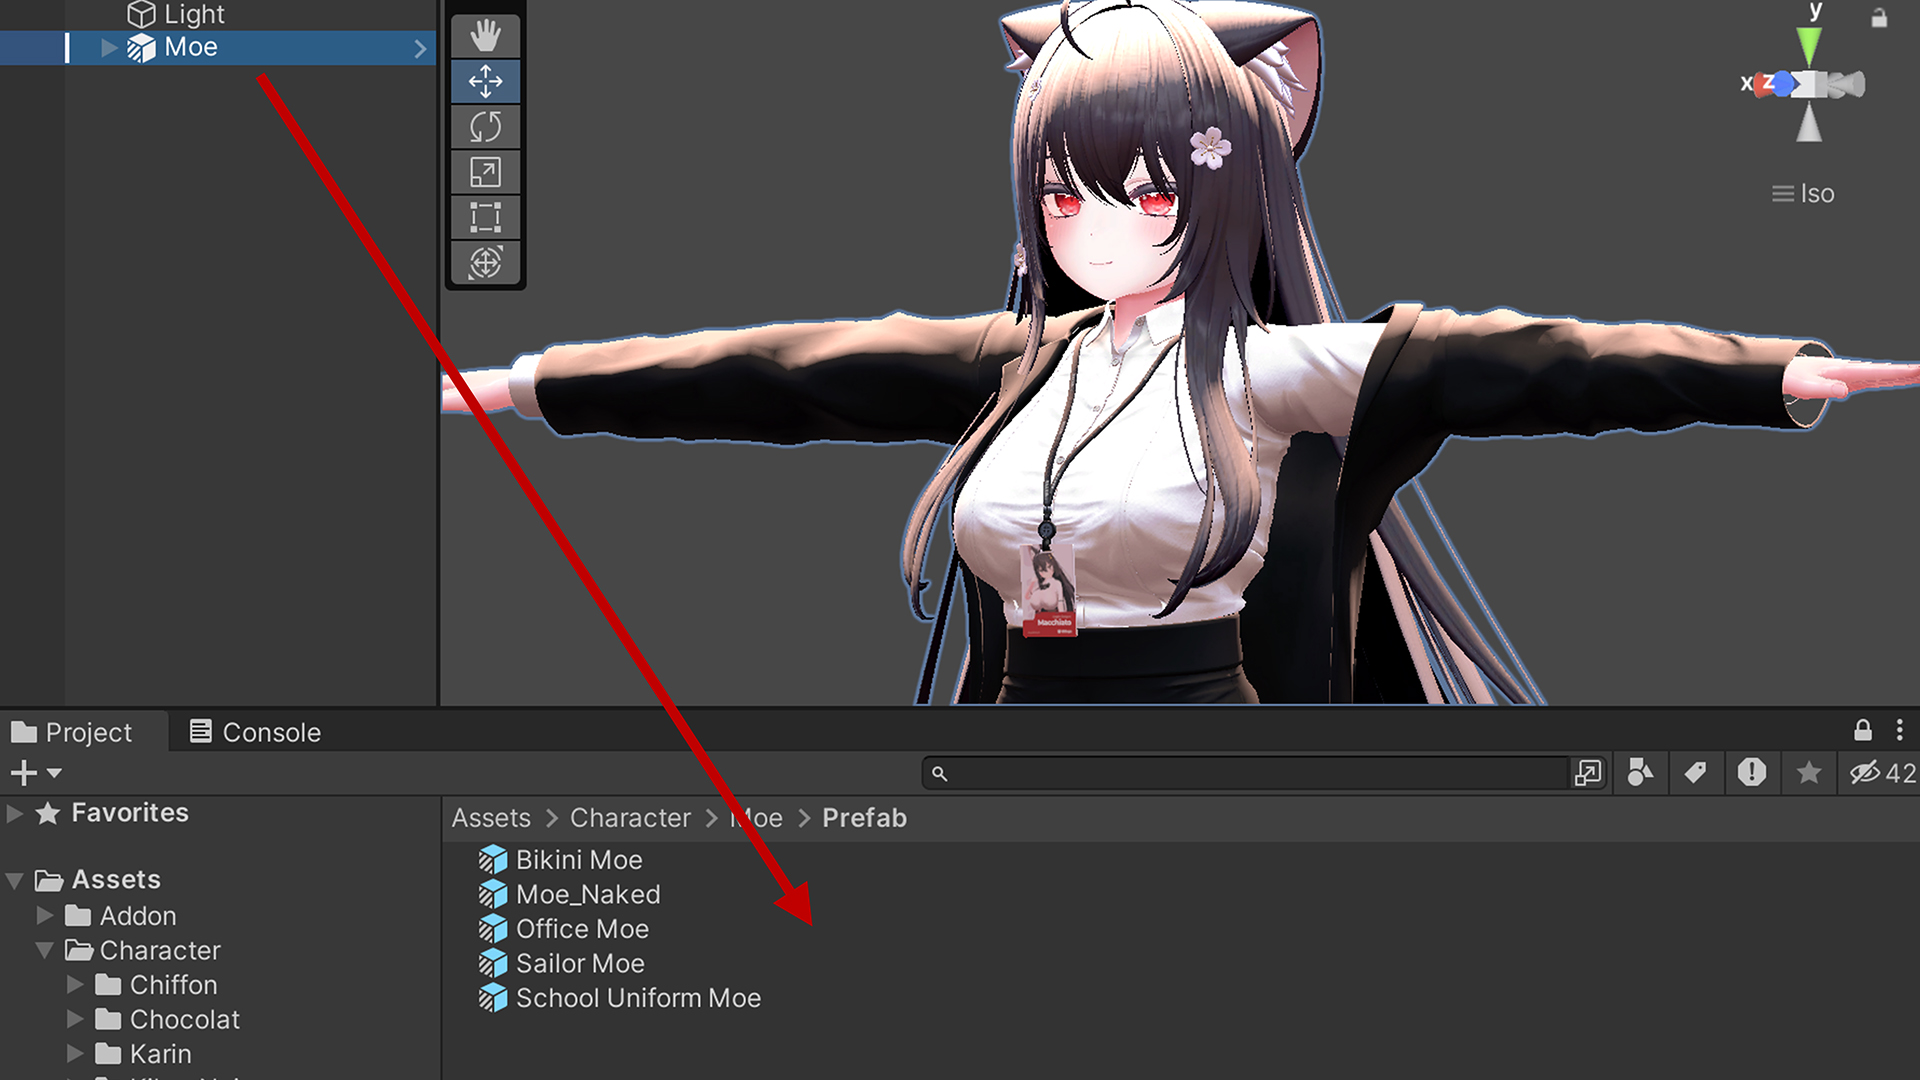 Light
Moe
y
x
z
Iso
Macchiato
Project
Console
42
Favorites
Assets > Character > Moe > Prefab
Bikini Moe
Moe_Naked
Office Moe
Sailor Moe
School Uniform Moe
Assets
Addon
Character
Chiffon
Chocolat
Karin